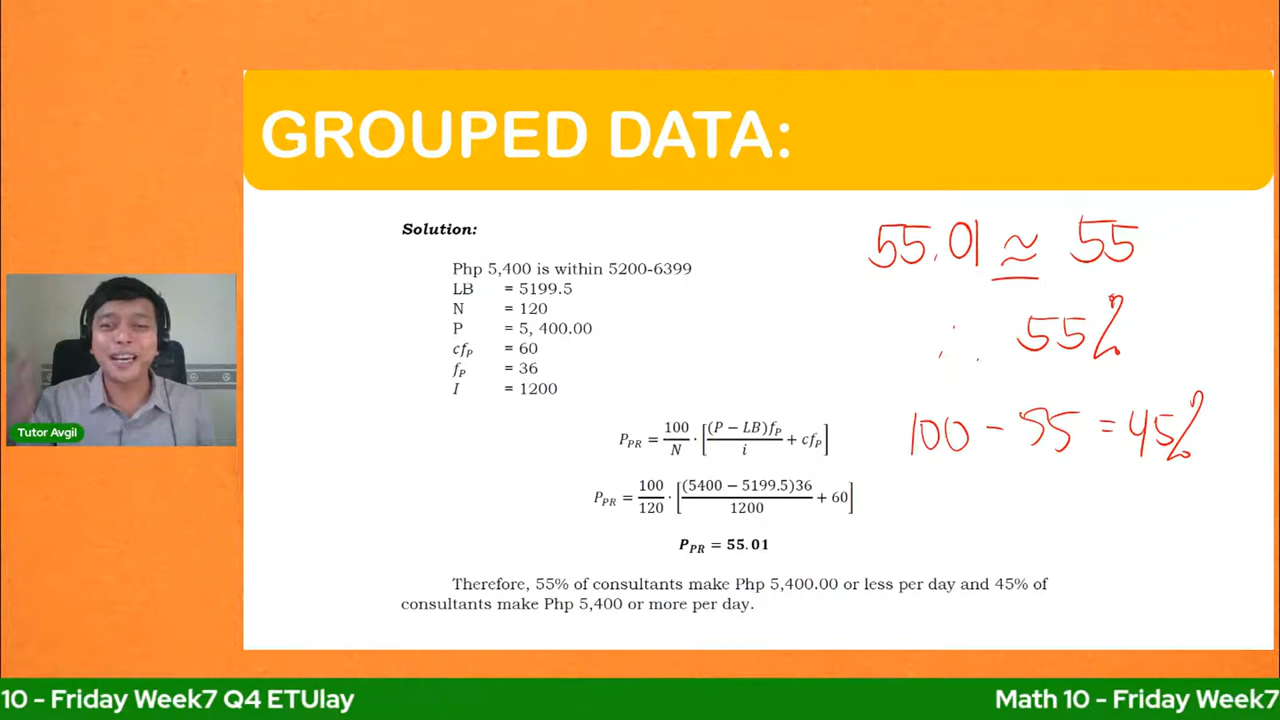 GROUPED DATA:
Solution:
Php 5,400 is within 5200-6399
LB = 5199.5
N = 120
P = 5, 400.00
cfₚ = 60
fₚ = 36
I = 1200
P_PR = 100/N · [(P − LB)fₚ/i + cfₚ]
P_PR = 100/120 · [(5400 − 5199.5)36/1200 + 60]
P_PR = 55.01
Therefore, 55% of consultants make Php 5,400.00 or less per day and 45% of
consultants make Php 5,400 or more per day.
55.01 ≈ 55
∴ 55%
100 - 55 = 45%
Tutor Avgil
10 - Friday Week7 Q4 ETUlay
Math 10 - Friday Week7